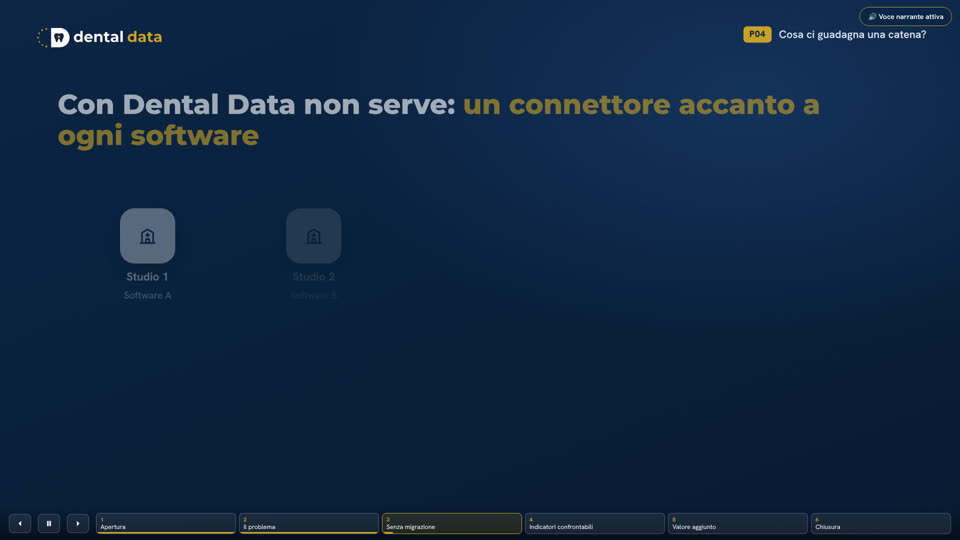 Voce narrante attiva
dental data
P04 Cosa ci guadagna una catena?
Con Dental Data non serve: un connettore accanto a
ogni software
Studio 1
Software A
Studio 2
Software B
1
Apertura
2
Il problema
3
Senza migrazione
4
Indicatori confrontabili
5
Valore aggiunto
6
Chiusura